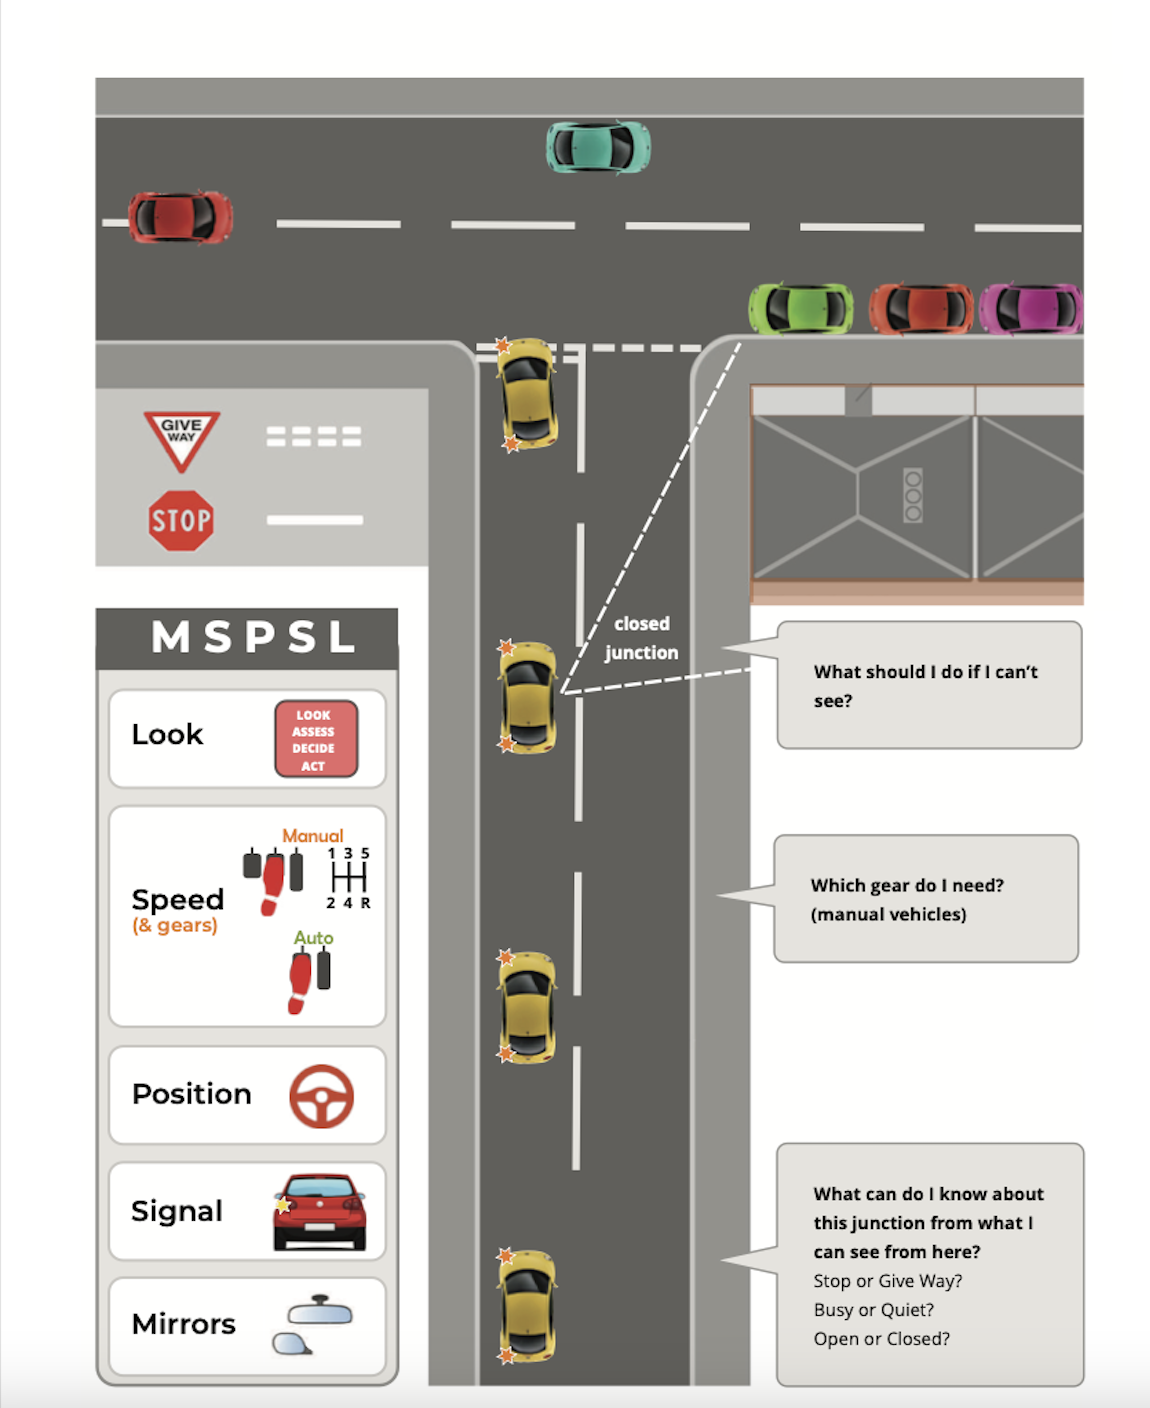 GIVE
WAY
STOP
MSPSL
Look
LOOK
ASSESS
DECIDE
ACT
Speed
(& gears)
Manual
1 3 5
2 4 R
Auto
Position
Signal
Mirrors
closed
junction
What should I do if I can’t
see?
Which gear do I need?
(manual vehicles)
What can do I know about
this junction from what I
can see from here?
Stop or Give Way?
Busy or Quiet?
Open or Closed?